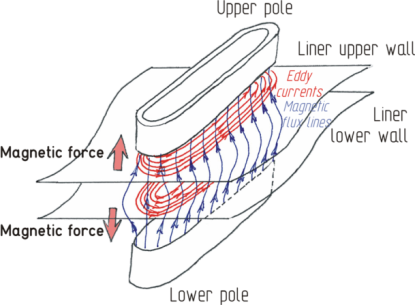 Upper pole
Liner upper wall
Eddy
currents
Magnetic
flux lines
Liner
lower wall
Magnetic force
Magnetic force
Lower pole